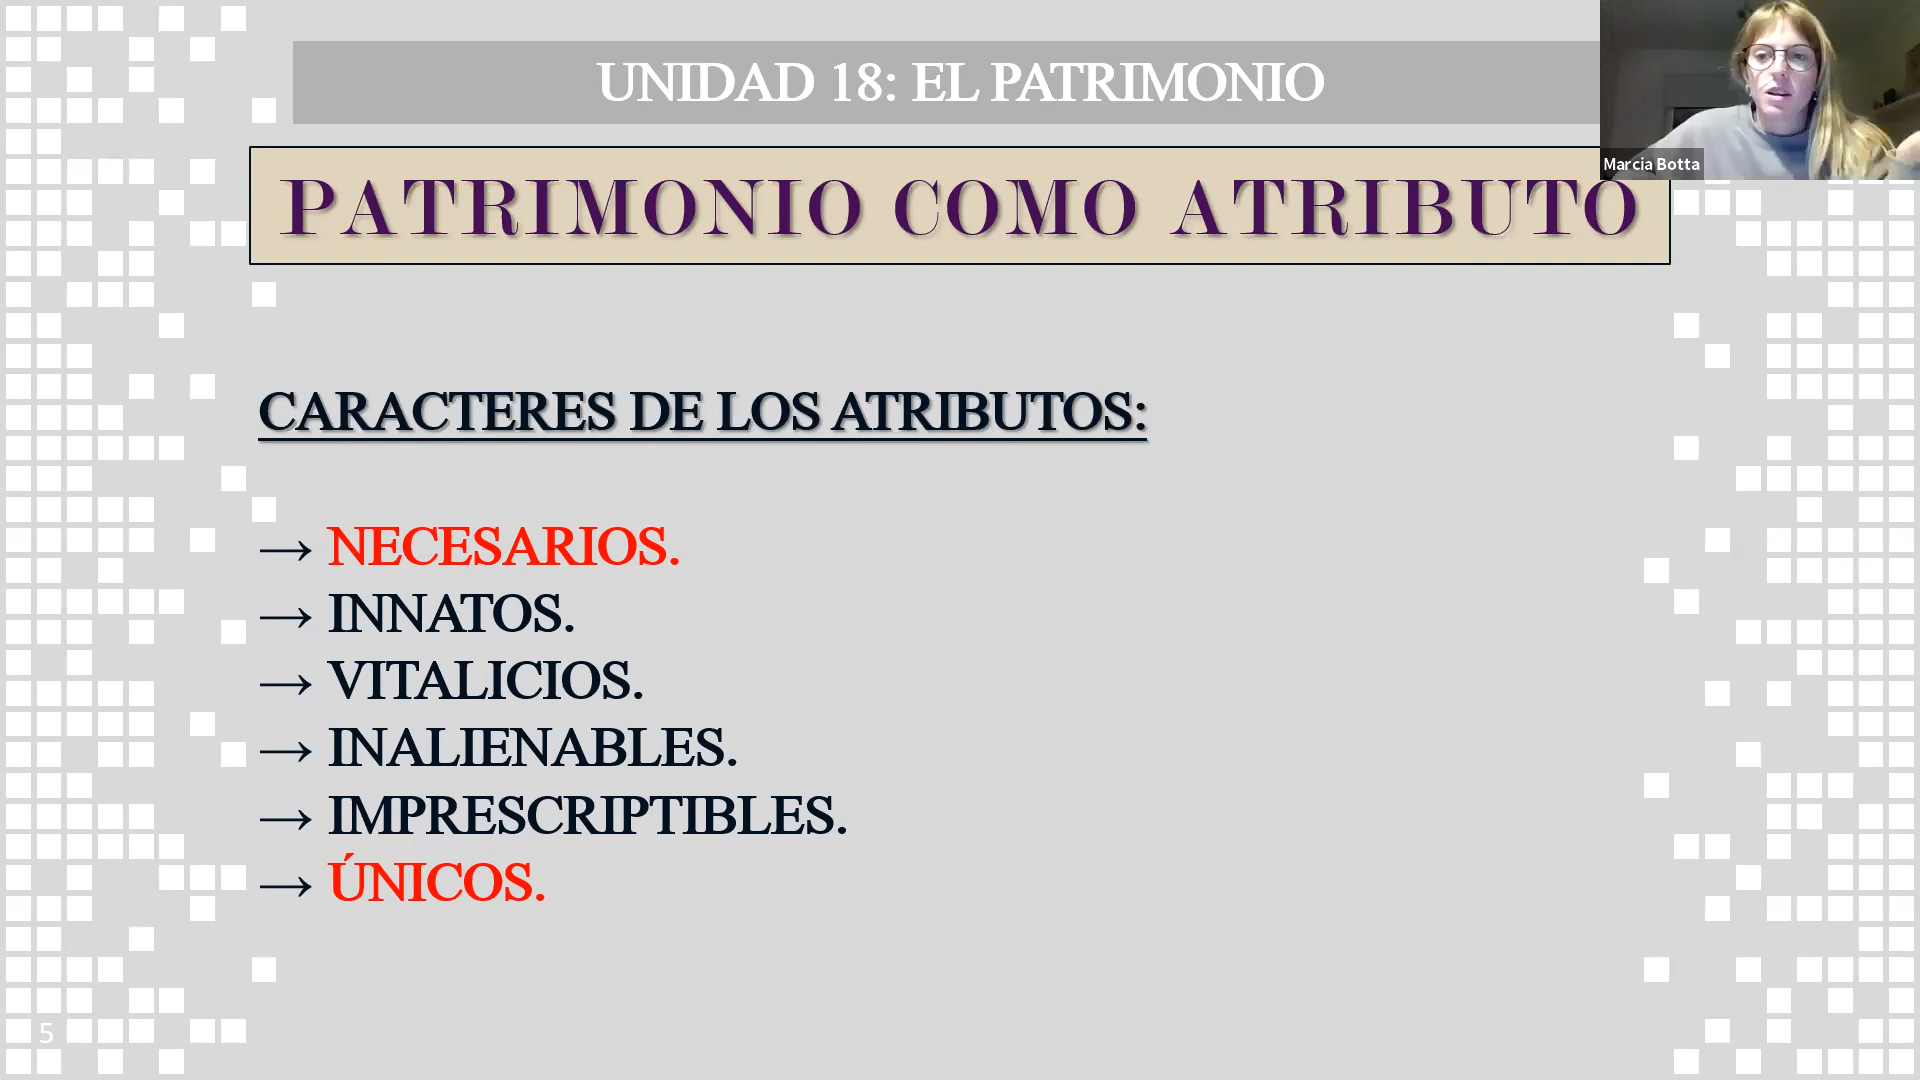 UNIDAD 18: EL PATRIMONIO
Marcia Botta
PATRIMONIO COMO ATRIBUTO
CARACTERES DE LOS ATRIBUTOS:
→ NECESARIOS.
→ INNATOS.
→ VITALICIOS.
→ INALIENABLES.
→ IMPRESCRIPTIBLES.
→ ÚNICOS.
5